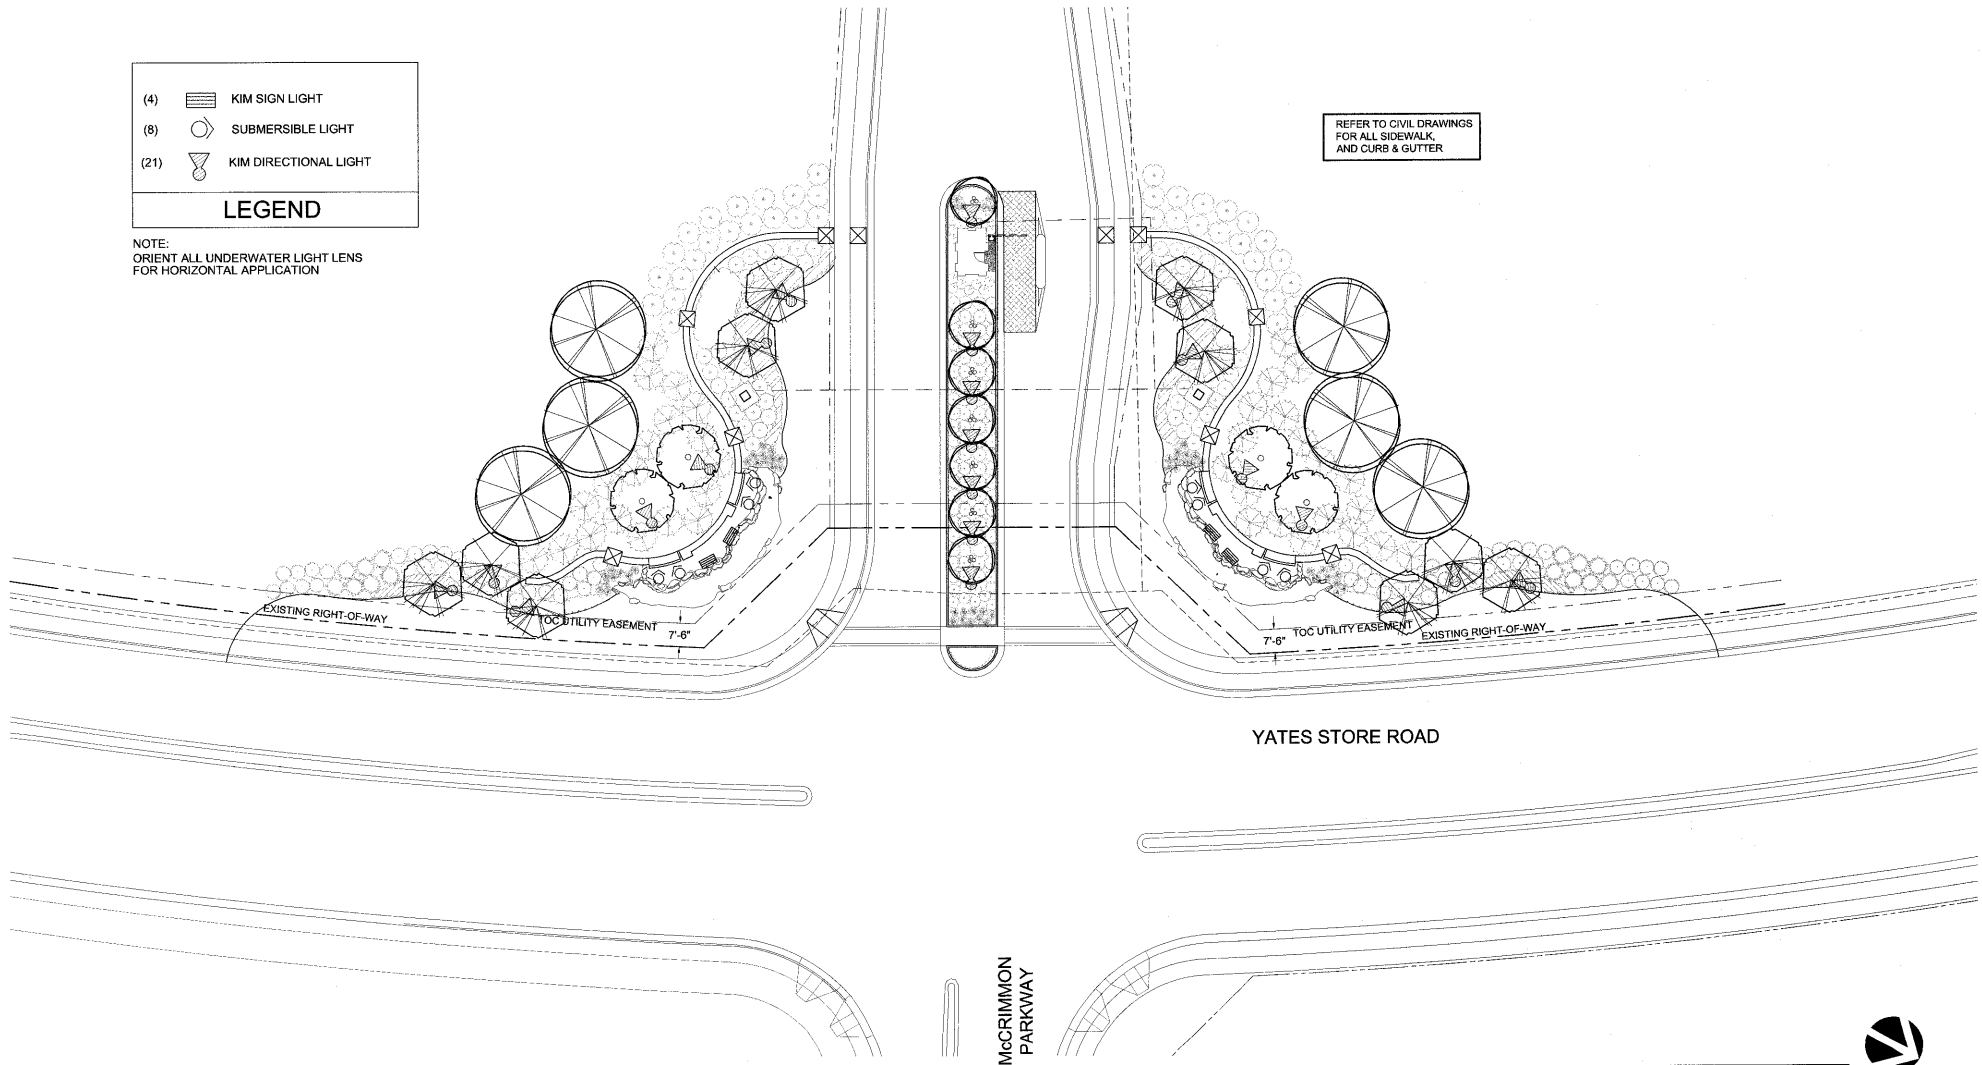 (4) KIM SIGN LIGHT
(8) SUBMERSIBLE LIGHT
(21) KIM DIRECTIONAL LIGHT
LEGEND
NOTE:
ORIENT ALL UNDERWATER LIGHT LENS
FOR HORIZONTAL APPLICATION
REFER TO CIVIL DRAWINGS
FOR ALL SIDEWALK,
AND CURB & GUTTER
EXISTING RIGHT-OF-WAY
TOC UTILITY EASEMENT
7'-6"
7'-6"
TOC UTILITY EASEMENT
EXISTING RIGHT-OF-WAY
YATES STORE ROAD
McCRIMMON
PARKWAY